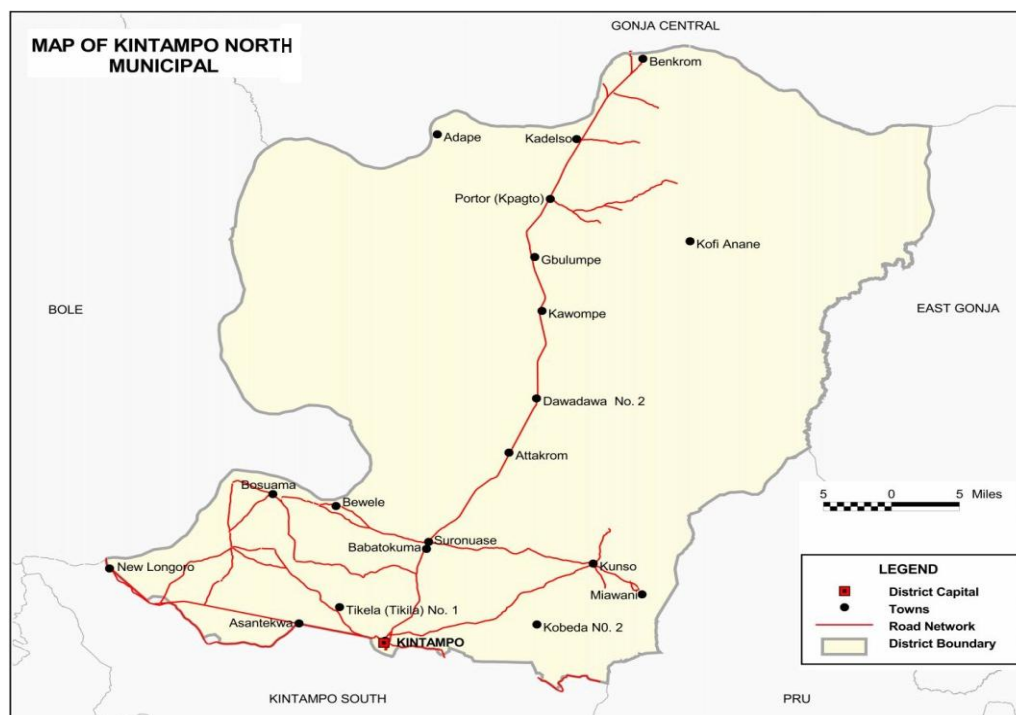 GONJA CENTRAL
MAP OF KINTAMPO NORTH
MUNICIPAL
Benkrom
Adape
Kadelso
Portor (Kpagto)
Kofi Anane
Gbulumpe
BOLE
EAST GONJA
Kawompe
Dawadawa No. 2
Attakrom
Bosuama
Bewele
5 0 5 Miles
Suronuase
Babatokuma
New Longoro
Kunso
Miawani
Tikela (Tikila) No. 1
Asantekwa
Kobeda N0. 2
KINTAMPO
LEGEND
District Capital
Towns
Road Network
District Boundary
KINTAMPO SOUTH
PRU